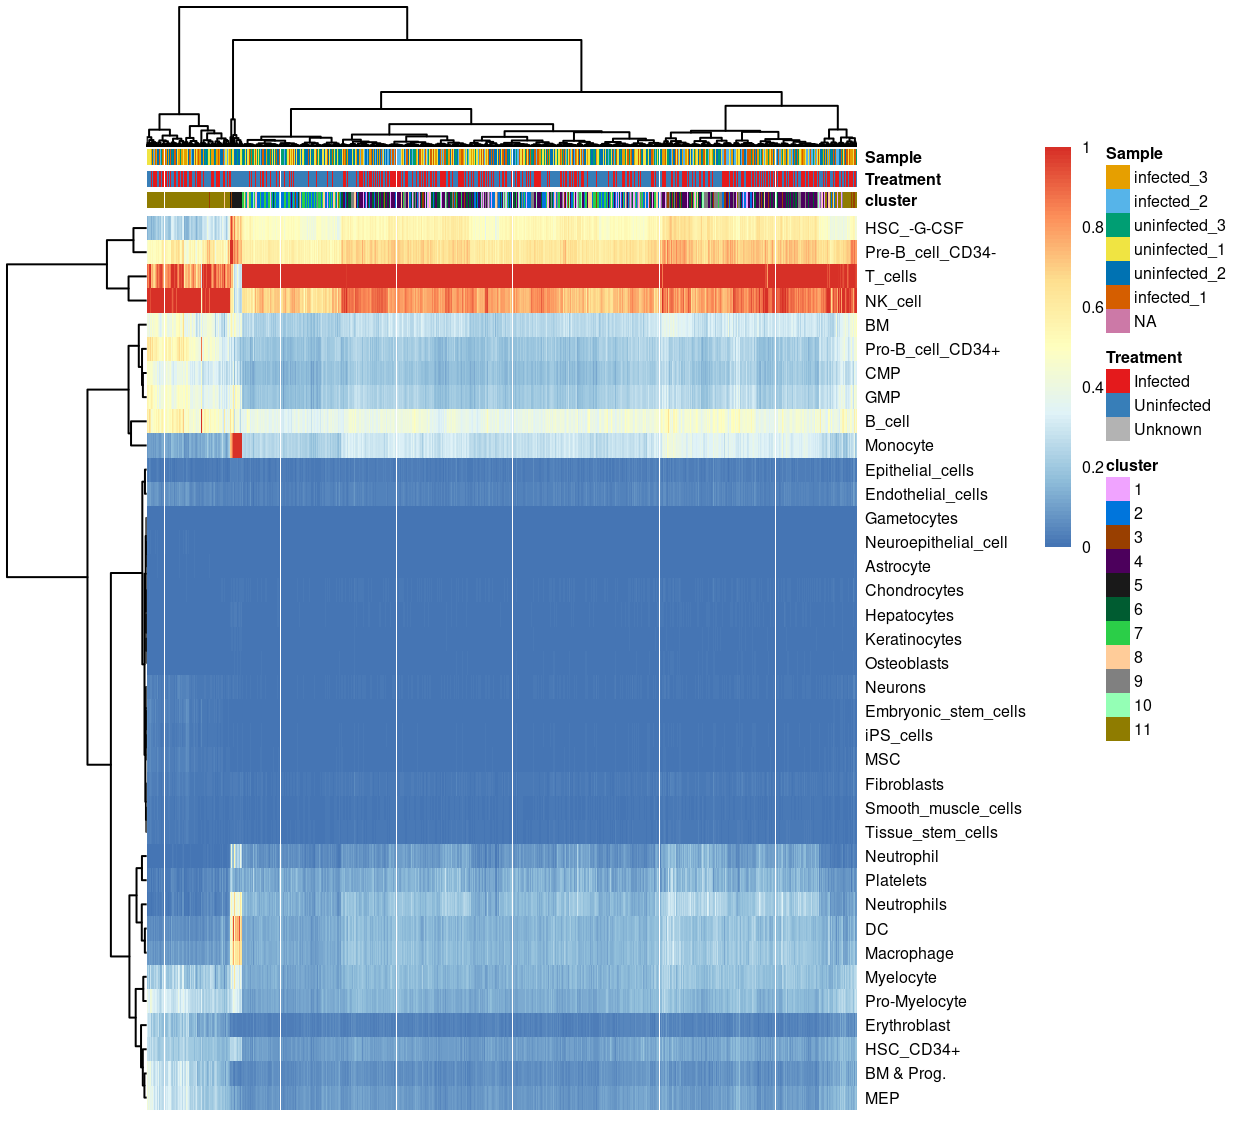 Sample
Treatment
cluster
HSC_-G-CSF
Pre-B_cell_CD34-
T_cells
NK_cell
BM
Pro-B_cell_CD34+
CMP
GMP
B_cell
Monocyte
Epithelial_cells
Endothelial_cells
Gametocytes
Neuroepithelial_cell
Astrocyte
Chondrocytes
Hepatocytes
Keratinocytes
Osteoblasts
Neurons
Embryonic_stem_cells
iPS_cells
MSC
Fibroblasts
Smooth_muscle_cells
Tissue_stem_cells
Neutrophil
Platelets
Neutrophils
DC
Macrophage
Myelocyte
Pro-Myelocyte
Erythroblast
HSC_CD34+
BM & Prog.
MEP
1
0.8
0.6
0.4
0.2
0
Sample
infected_3
infected_2
uninfected_3
uninfected_1
uninfected_2
infected_1
NA
Treatment
Infected
Uninfected
Unknown
cluster
1
2
3
4
5
6
7
8
9
10
11